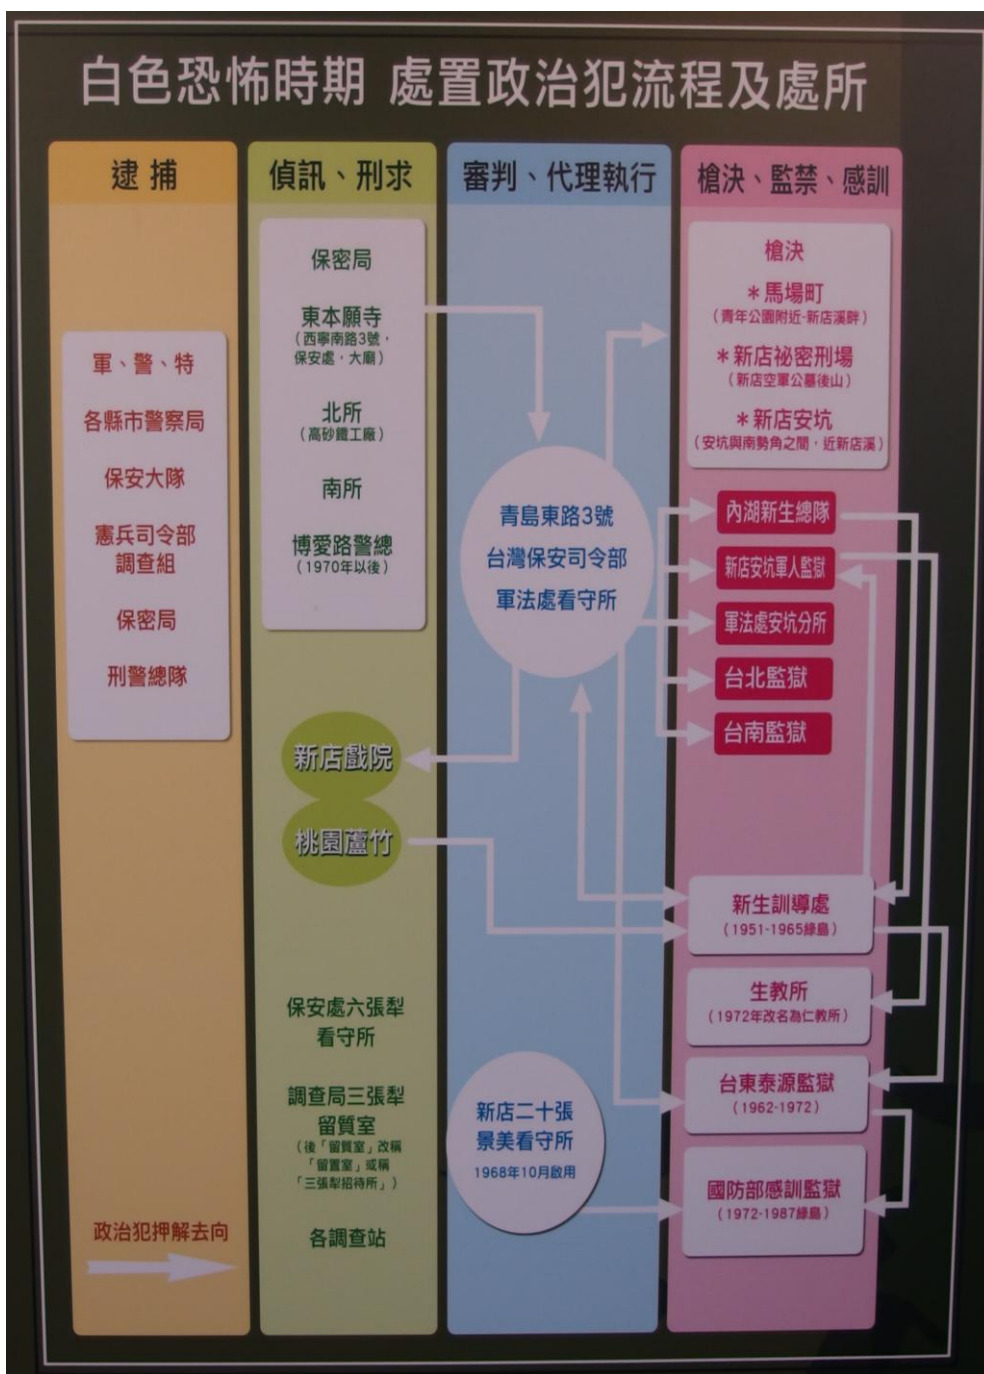 白色恐怖時期 處置政治犯流程及處所
逮捕
軍、警、特
各縣市警察局
保安大隊
憲兵司令部
調查組
保密局
刑警總隊
政治犯押解去向
偵訊、刑求
保密局
東本願寺
（西寧南路3號，
保安處，大廟）
北所
（高砂鐵工廠）
南所
博愛路警總
（1970年以後）
新店戲院
桃園蘆竹
保安處六張犁
看守所
調查局三張犁
留質室
（後「留質室」改稱
「留置室」或稱
「三張犁招待所」）
各調查站
審判、代理執行
青島東路3號
台灣保安司令部
軍法處看守所
新店二十張
景美看守所
1968年10月啟用
槍決、監禁、感訓
槍決
＊馬場町
（青年公園附近-新店溪畔）
＊新店祕密刑場
（新店空軍公墓後山）
＊新店安坑
（安坑與南勢角之間，近新店溪）
內湖新生總隊
新店安坑軍人監獄
軍法處安坑分所
台北監獄
台南監獄
新生訓導處
（1951-1965綠島）
生教所
（1972年改名為仁教所）
台東泰源監獄
（1962-1972）
國防部感訓監獄
（1972-1987綠島）